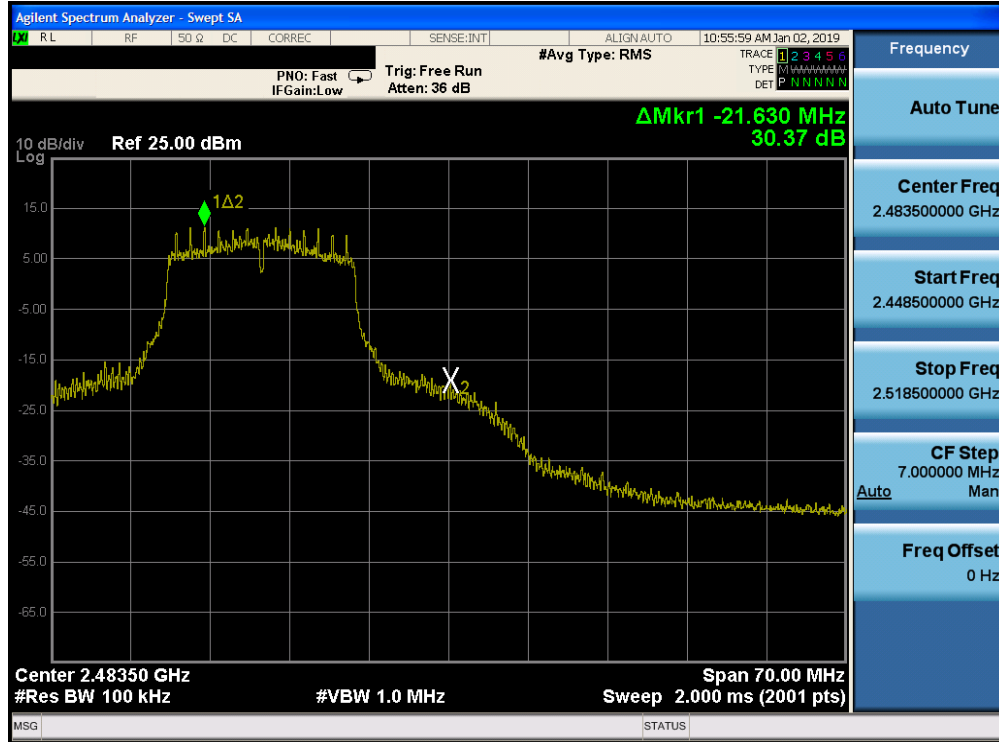 Agilent Spectrum Analyzer - Swept SA
LXI RL RF 50 Ω DC CORREC SENSE:INT ALIGN AUTO 10:55:59 AM Jan 02, 2019
#Avg Type: RMS
TRACE 1 2 3 4 5 6
PNO: Fast Trig: Free Run
TYPE M WWWWW
IFGain:Low Atten: 36 dB
DET P N N N N N
ΔMkr1 -21.630 MHz
30.37 dB
10 dB/div Ref 25.00 dBm
Log
1Δ2
15.0
5.00
-5.00
-15.0
X2
-25.0
-35.0
-45.0
-55.0
-65.0
Center 2.48350 GHz Span 70.00 MHz
#Res BW 100 kHz #VBW 1.0 MHz Sweep 2.000 ms (2001 pts)
MSG STATUS
Frequency
Auto Tune
Center Freq
2.483500000 GHz
Start Freq
2.448500000 GHz
Stop Freq
2.518500000 GHz
CF Step
7.000000 MHz
Auto Man
Freq Offset
0 Hz